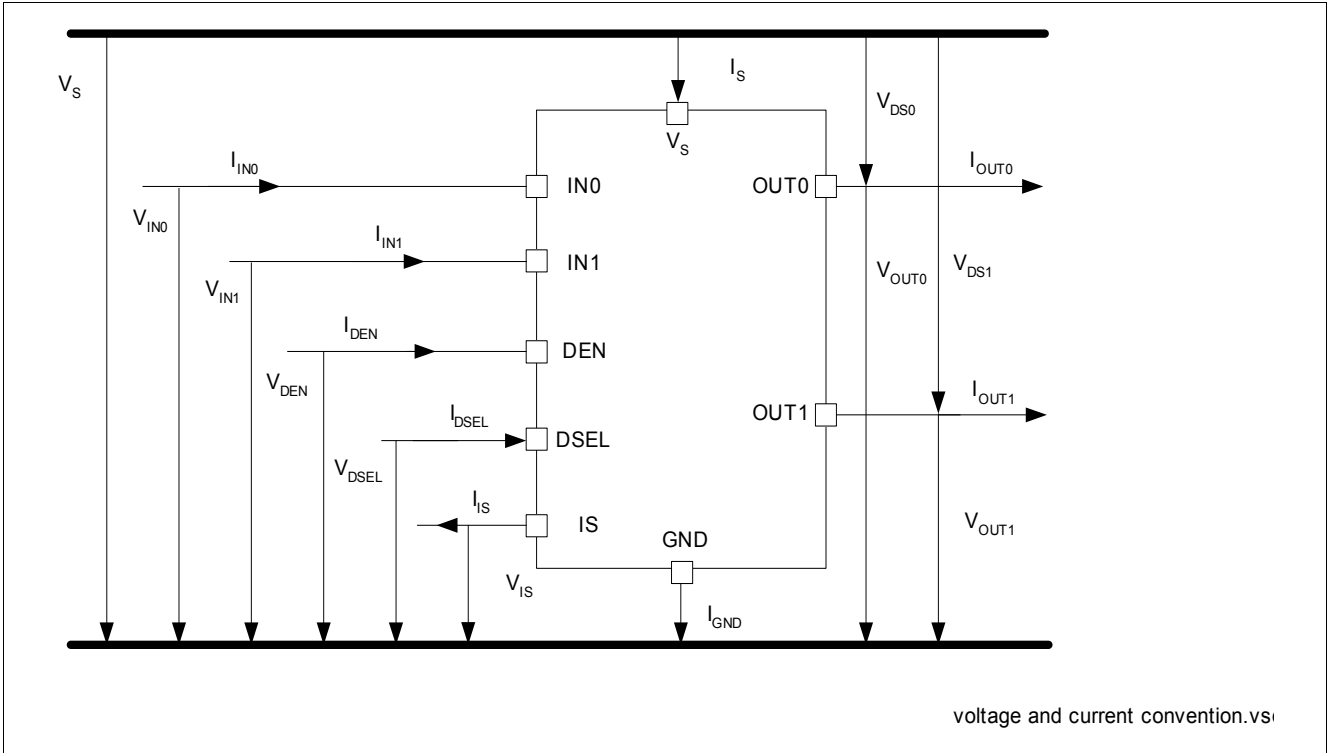 V_S
I_S
V_DS0
V_S
I_IN0
IN0
OUT0
I_OUT0
V_IN0
I_IN1
IN1
V_OUT0
V_DS1
V_IN1
I_DEN
DEN
V_DEN
I_DSEL
DSEL
OUT1
I_OUT1
V_DSEL
I_IS
IS
GND
V_OUT1
V_IS
I_GND
voltage and current convention.vs